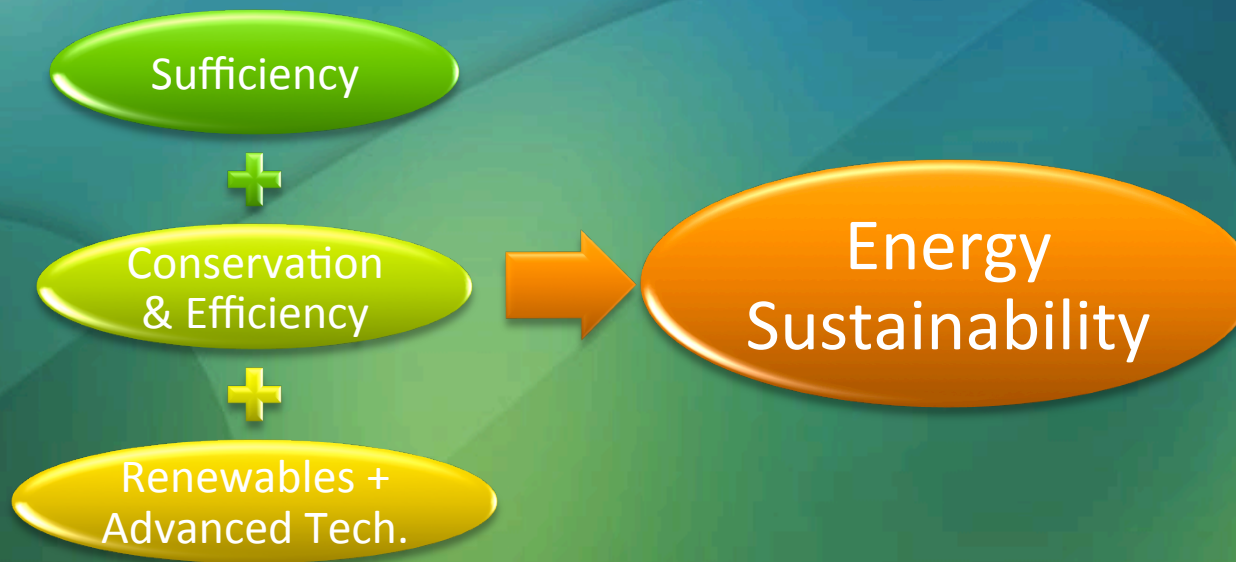 Sufficiency
Conservation
& Efficiency
Renewables +
Advanced Tech.
Energy
Sustainability